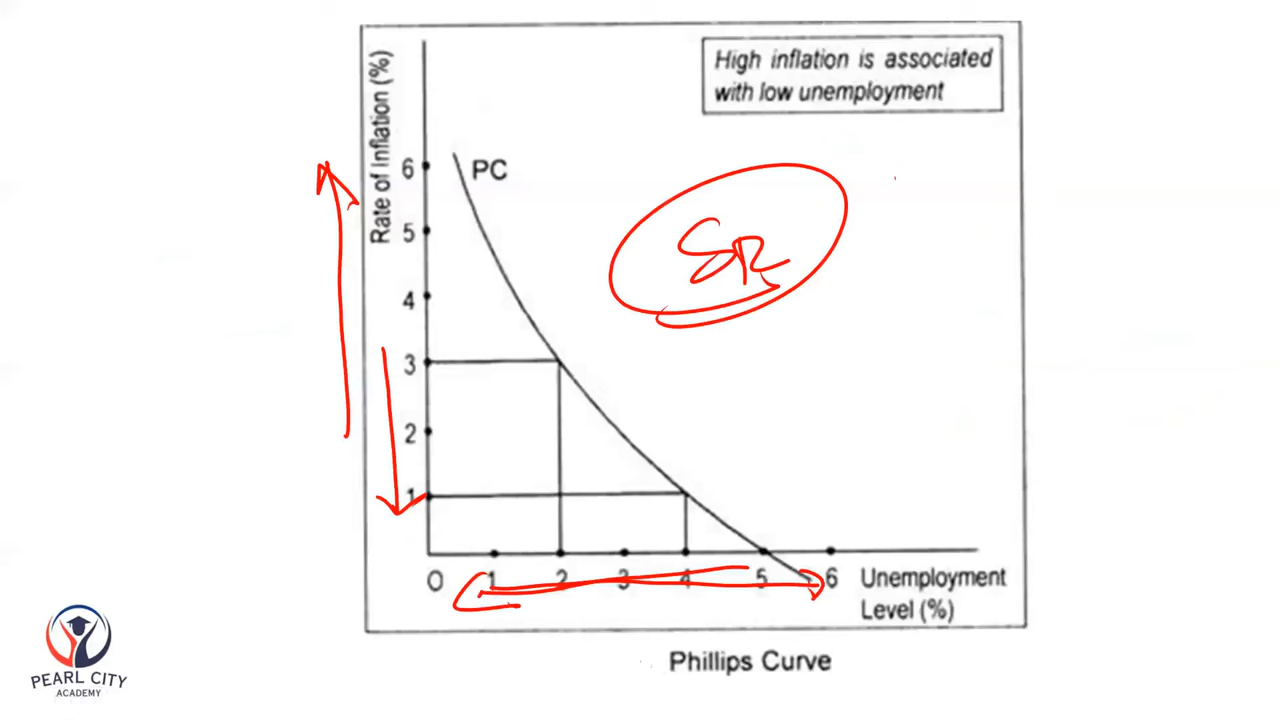 High inflation is associated
with low unemployment
Rate of Inflation (%)
PC
SR
6
5
4
3
2
1
0 1 2 3 4 5 6
Unemployment
Level (%)
Phillips Curve
PEARL CITY
ACADEMY